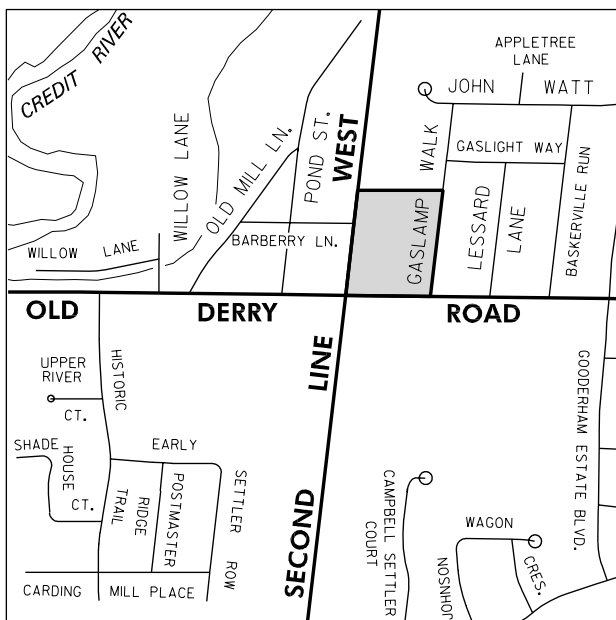 APPLETREE
LANE
CREDIT RIVER
JOHN WATT
WILLOW LANE
OLD MILL LN.
POND ST.
WEST
WALK
GASLIGHT WAY
BASKERVILLE RUN
GASLAMP
LESSARD
LANE
BARBERRY LN.
WILLOW LANE
OLD DERRY ROAD
LINE
SECOND
UPPER
RIVER
CT.
HISTORIC
TRAIL
SHADE
HOUSE
CT.
EARLY
SETTLER ROW
RIDGE
POSTMASTER
CARDING MILL PLACE
CAMPBELL SETTLER
COURT
WAGON
CRES.
JOHNSON
GOODERHAM ESTATE BLVD.